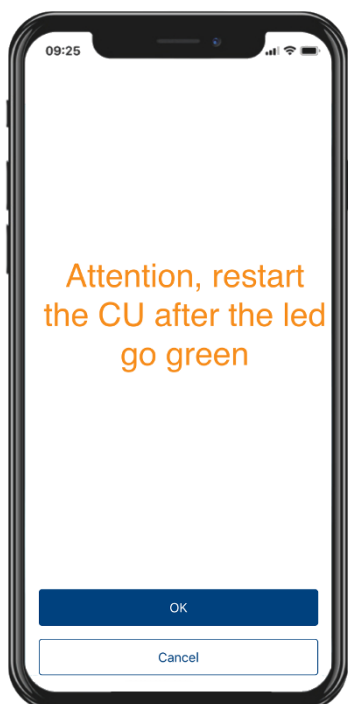 09:25
Attention, restart
the CU after the led
go green
OK
Cancel